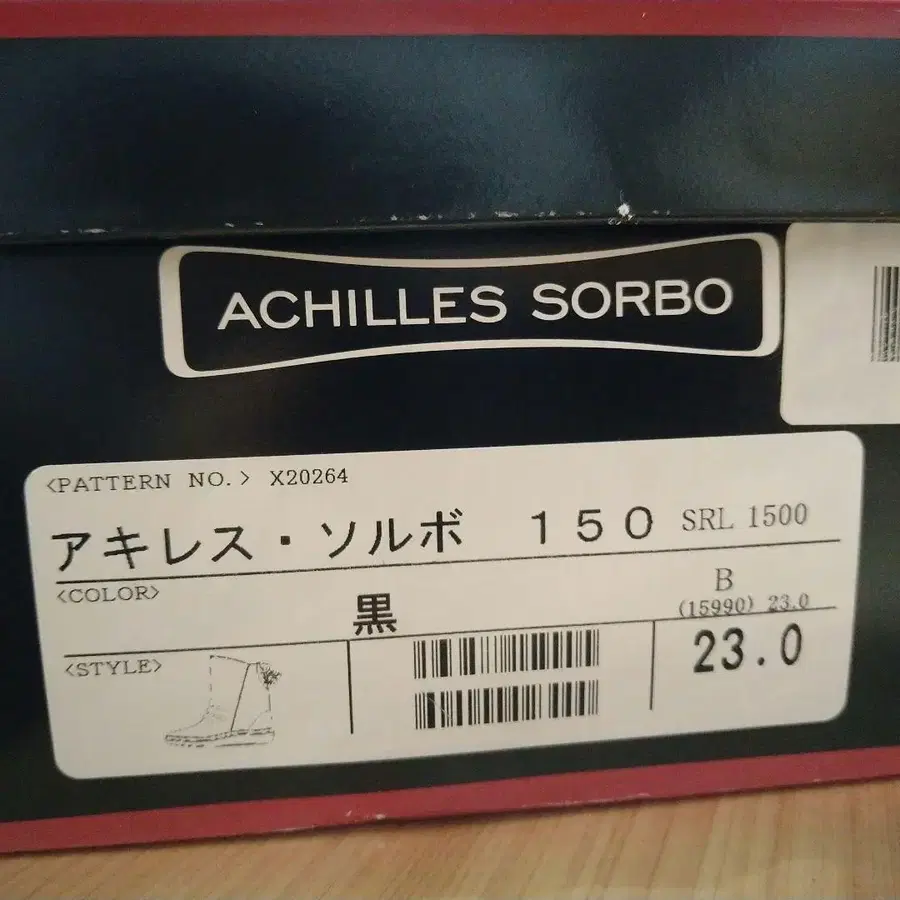 ACHILLES SORBO
<PATTERN NO.> X20264
アキレス・ソルボ 150 SRL 1500
<COLOR> 黒 B
(15990) 23.0
<STYLE> 23.0